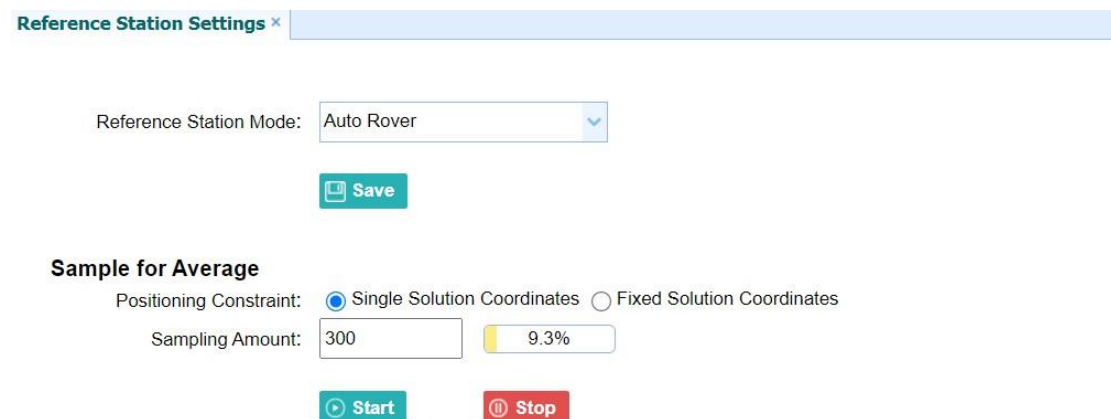 Reference Station Settings ×
Reference Station Mode: Auto Rover
Save
Sample for Average
Positioning Constraint: Single Solution Coordinates Fixed Solution Coordinates
Sampling Amount: 300 9.3%
Start Stop